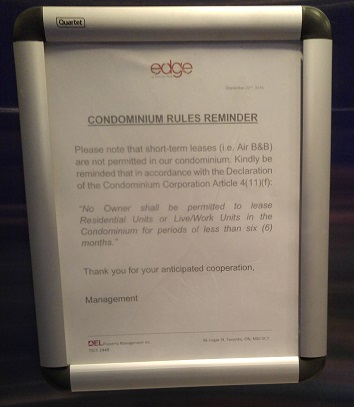 Quartet
edge
CONDOMINIUM RULES REMINDER
Please note that short-term leases (i.e. Air B&B)
are not permitted in our condominium. Kindly be
reminded that in accordance with the Declaration
of the Condominium Corporation Article 4(11)(f):
"No Owner shall be permitted to lease
Residential Units or Live/Work Units in the
Condominium for periods of less than six (6)
months."
Thank you for your anticipated cooperation,
Management
DEL Property Management Inc.